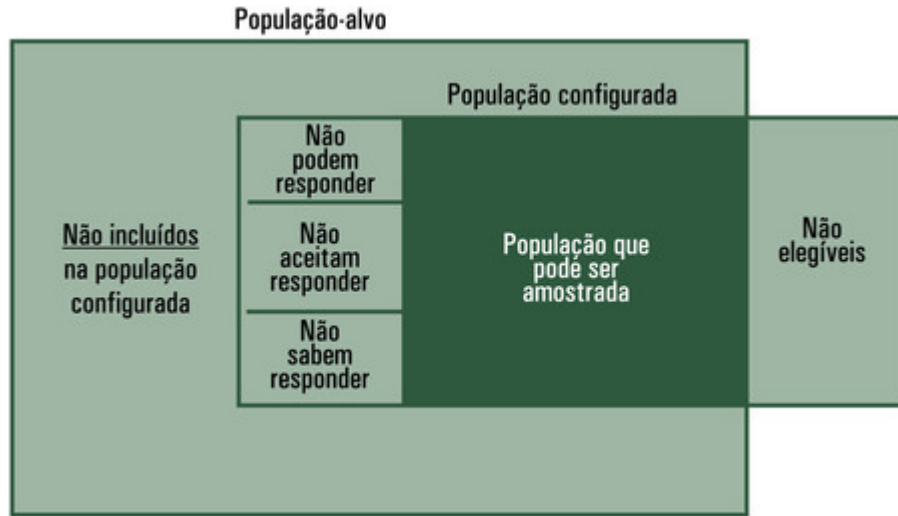 População-alvo
População configurada
Não
podem
responder
Não
aceitam
responder
Não
sabem
responder
Não incluídos
na população
configurada
População que
pode ser
amostrada
Não
elegíveis